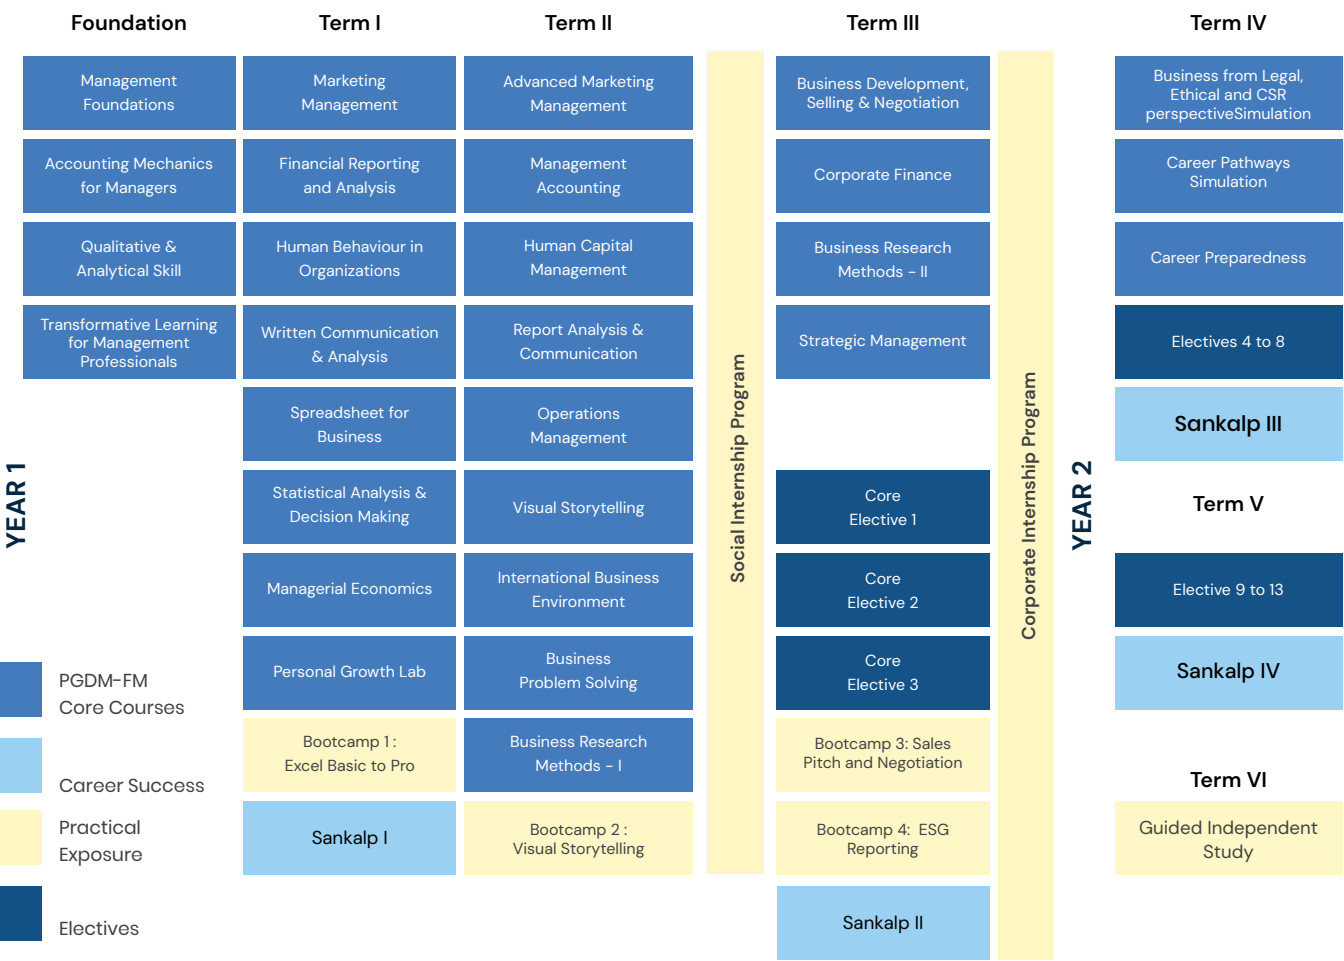 Foundation
Management
Foundations
Accounting Mechanics
for Managers
Qualitative &
Analytical Skill
Transformative Learning
for Management
Professionals
YEAR 1
PGDM-FM
Core Courses
Career Success
Practical
Exposure
Electives
Term I
Marketing
Management
Financial Reporting
and Analysis
Human Behaviour in
Organizations
Written Communication
& Analysis
Spreadsheet for
Business
Statistical Analysis &
Decision Making
Managerial Economics
Personal Growth Lab
Bootcamp 1 :
Excel Basic to Pro
Sankalp I
Term II
Advanced Marketing
Management
Management
Accounting
Human Capital
Management
Report Analysis &
Communication
Operations
Management
Visual Storytelling
International Business
Environment
Business
Problem Solving
Business Research
Methods - I
Bootcamp 2 :
Visual Storytelling
Social Internship Program
Term III
Business Development,
Selling & Negotiation
Corporate Finance
Business Research
Methods - II
Strategic Management
Core
Elective 1
Core
Elective 2
Core
Elective 3
Bootcamp 3: Sales
Pitch and Negotiation
Bootcamp 4: ESG
Reporting
Sankalp II
Corporate Internship Program
YEAR 2
Term IV
Business from Legal,
Ethical and CSR
perspectiveSimulation
Career Pathways
Simulation
Career Preparedness
Electives 4 to 8
Sankalp III
Term V
Elective 9 to 13
Sankalp IV
Term VI
Guided Independent
Study